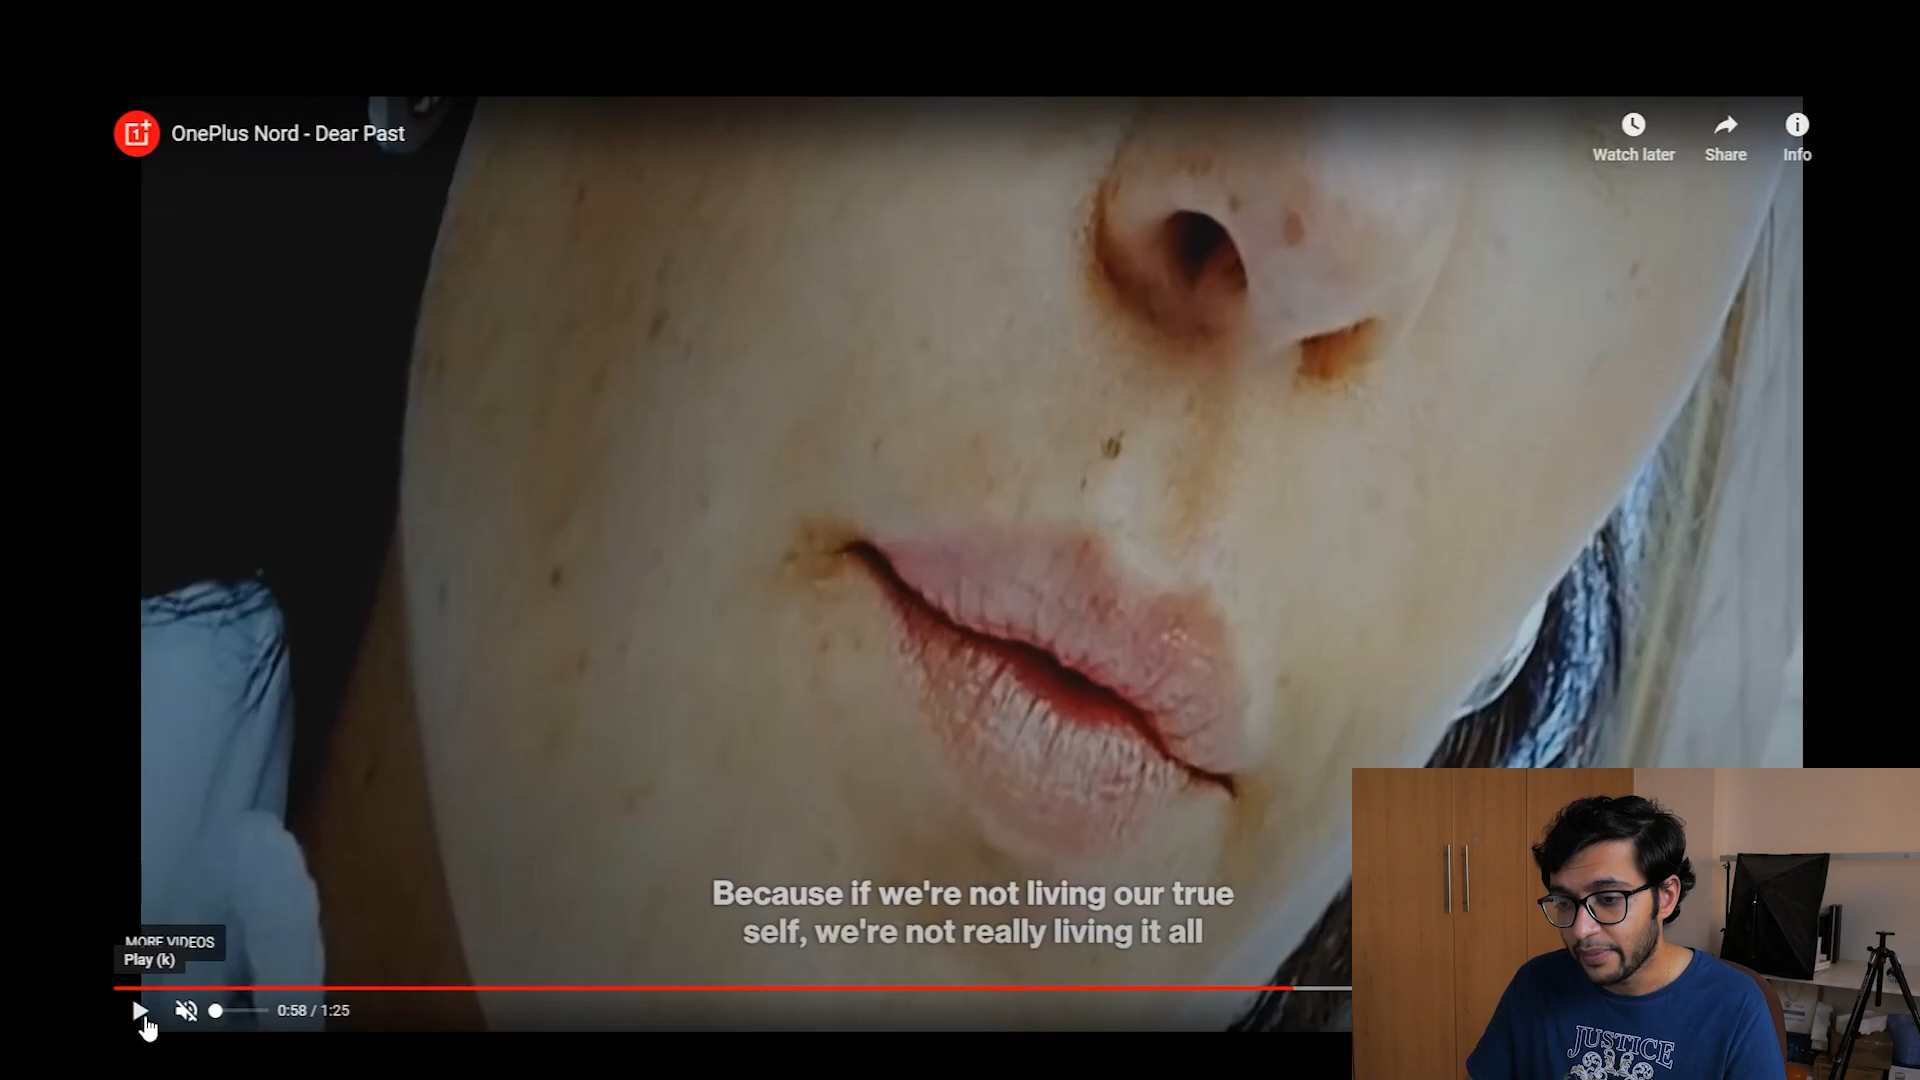 OnePlus Nord - Dear Past
Watch later
Share
Info
Because if we're not living our true
self, we're not really living it all
MORE VIDEOS
Play (k)
0:58 / 1:25
JUSTICE